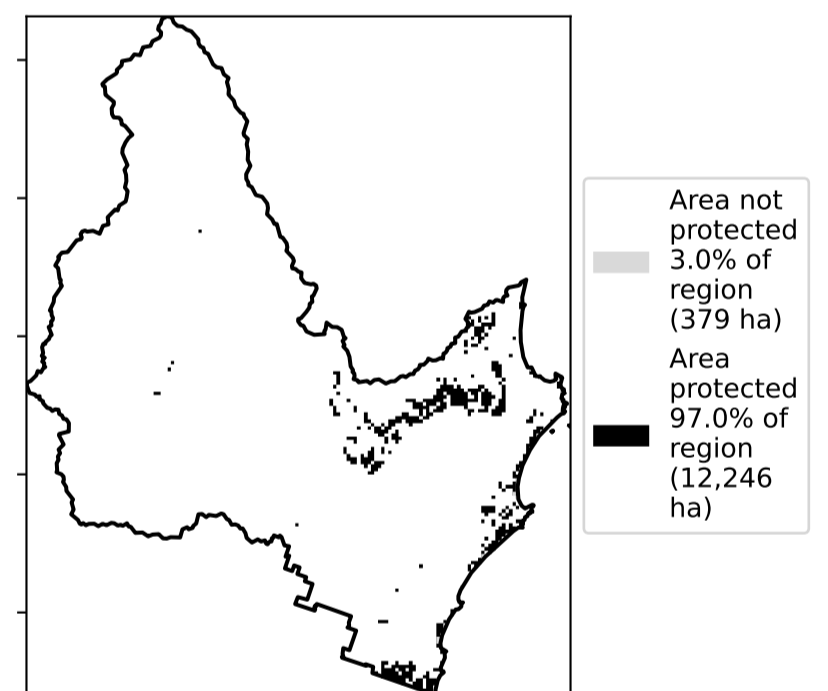 Area not
protected
3.0% of
region
(379 ha)
Area
protected
97.0% of
region
(12,246
ha)